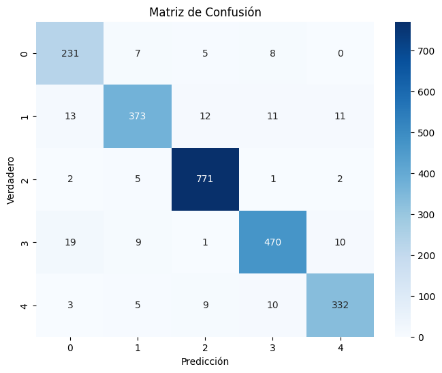 Matriz de Confusión
Verdadero
0
231 7 5 8 0
1
13 373 12 11 11
2
2 5 771 1 2
3
19 9 1 470 10
4
3 5 9 10 332
0 1 2 3 4
Predicción
700
600
500
400
300
200
100
0